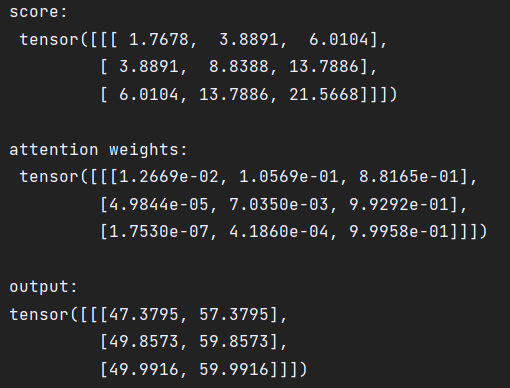 score:
 tensor([[[ 1.7678,  3.8891,  6.0104],
         [ 3.8891,  8.8388, 13.7886],
         [ 6.0104, 13.7886, 21.5668]]])
attention weights:
 tensor([[[1.2669e-02, 1.0569e-01, 8.8165e-01],
         [4.9844e-05, 7.0350e-03, 9.9292e-01],
         [1.7530e-07, 4.1860e-04, 9.9958e-01]]])
output:
tensor([[[47.3795, 57.3795],
         [49.8573, 59.8573],
         [49.9916, 59.9916]]])